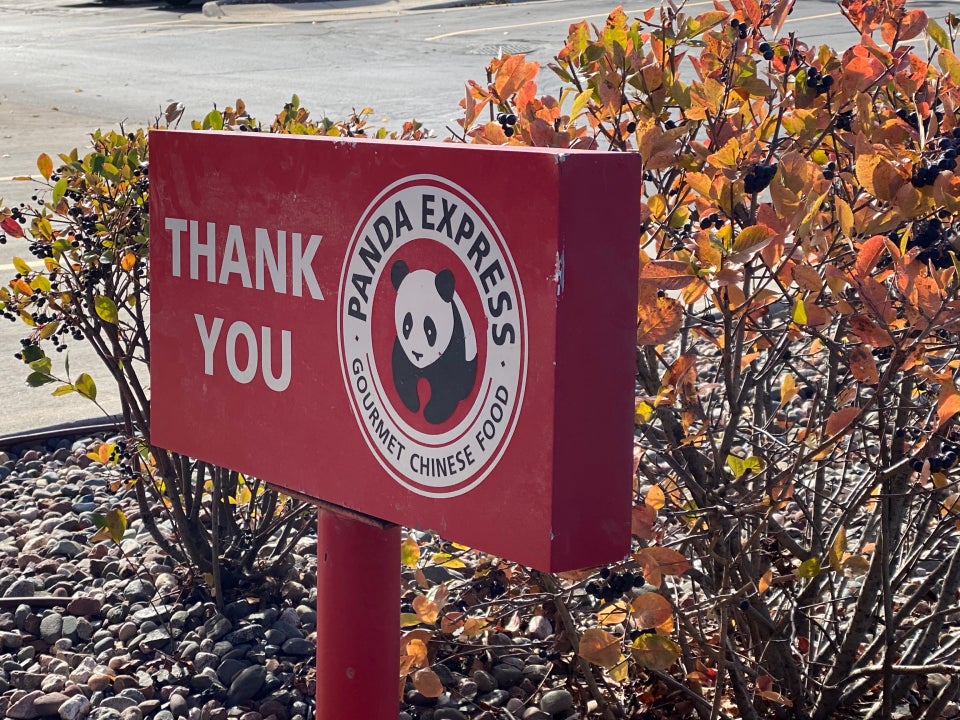 THANK
YOU
PANDA EXPRESS
GOURMET CHINESE FOOD